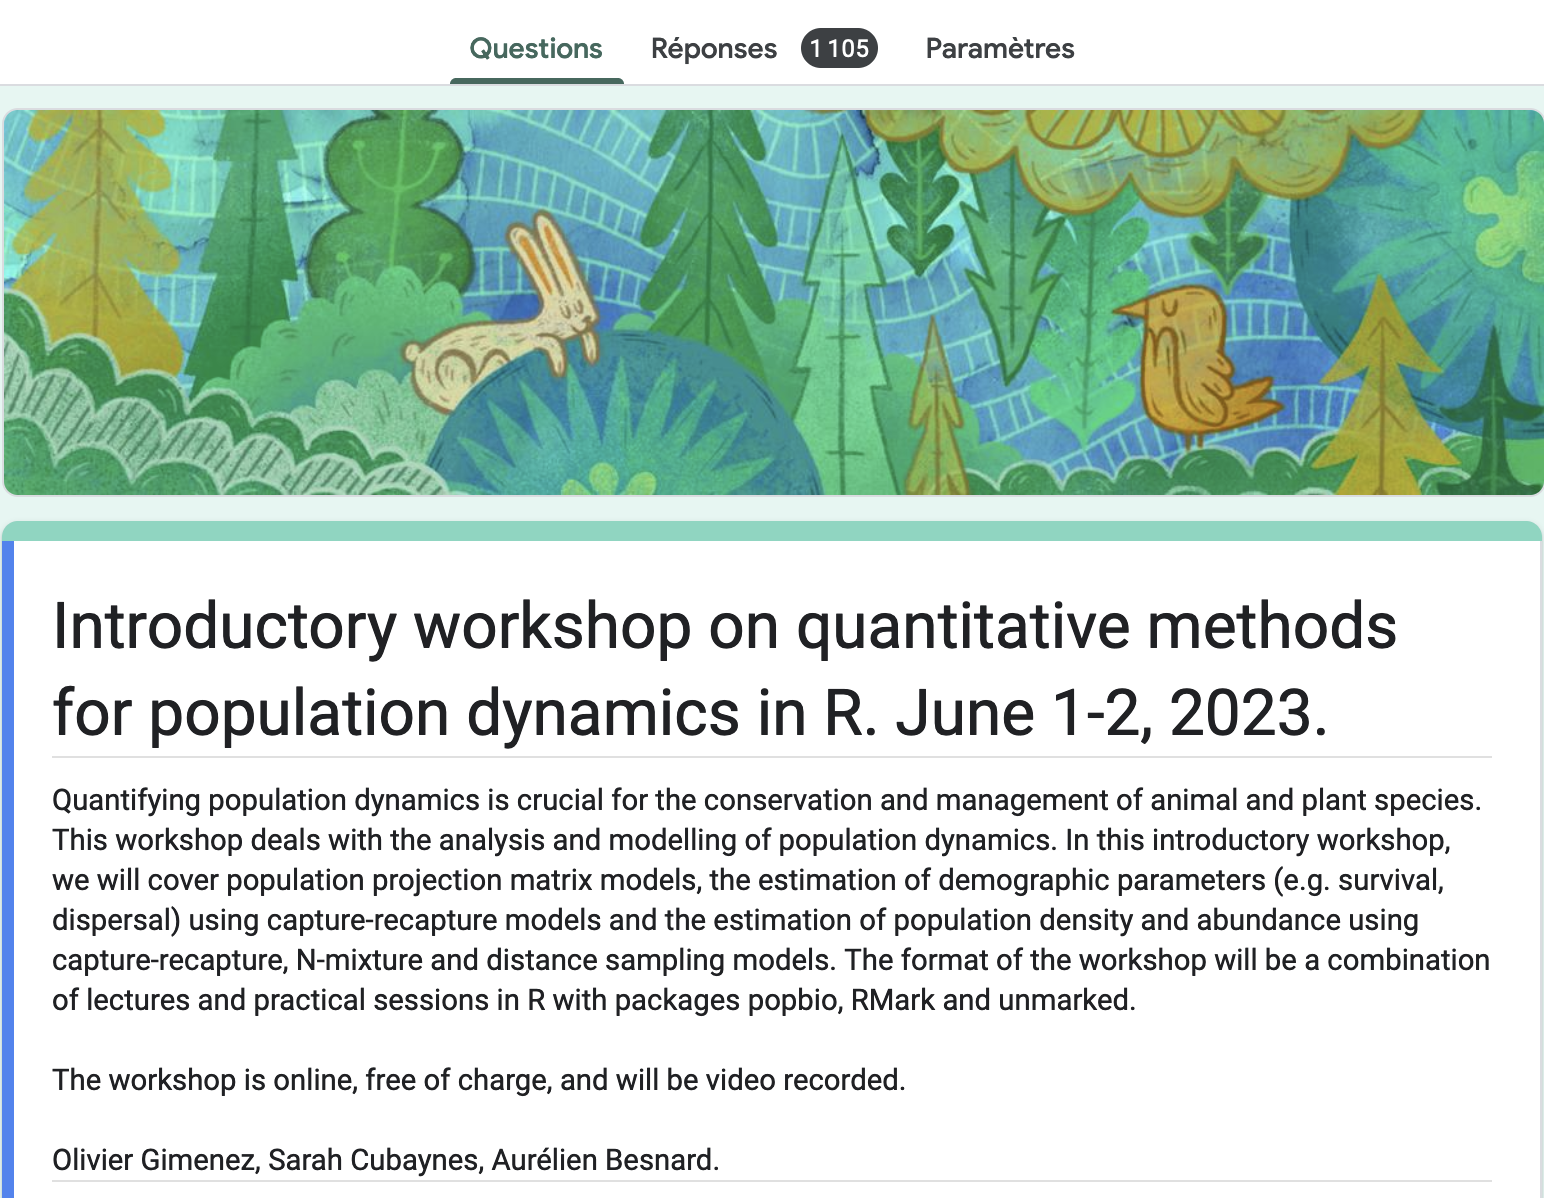 Questions Réponses 1 105 Paramètres
Introductory workshop on quantitative methods
for population dynamics in R. June 1-2, 2023.
Quantifying population dynamics is crucial for the conservation and management of animal and plant species.
This workshop deals with the analysis and modelling of population dynamics. In this introductory workshop,
we will cover population projection matrix models, the estimation of demographic parameters (e.g. survival,
dispersal) using capture-recapture models and the estimation of population density and abundance using
capture-recapture, N-mixture and distance sampling models. The format of the workshop will be a combination
of lectures and practical sessions in R with packages popbio, RMark and unmarked.
The workshop is online, free of charge, and will be video recorded.
Olivier Gimenez, Sarah Cubaynes, Aurélien Besnard.